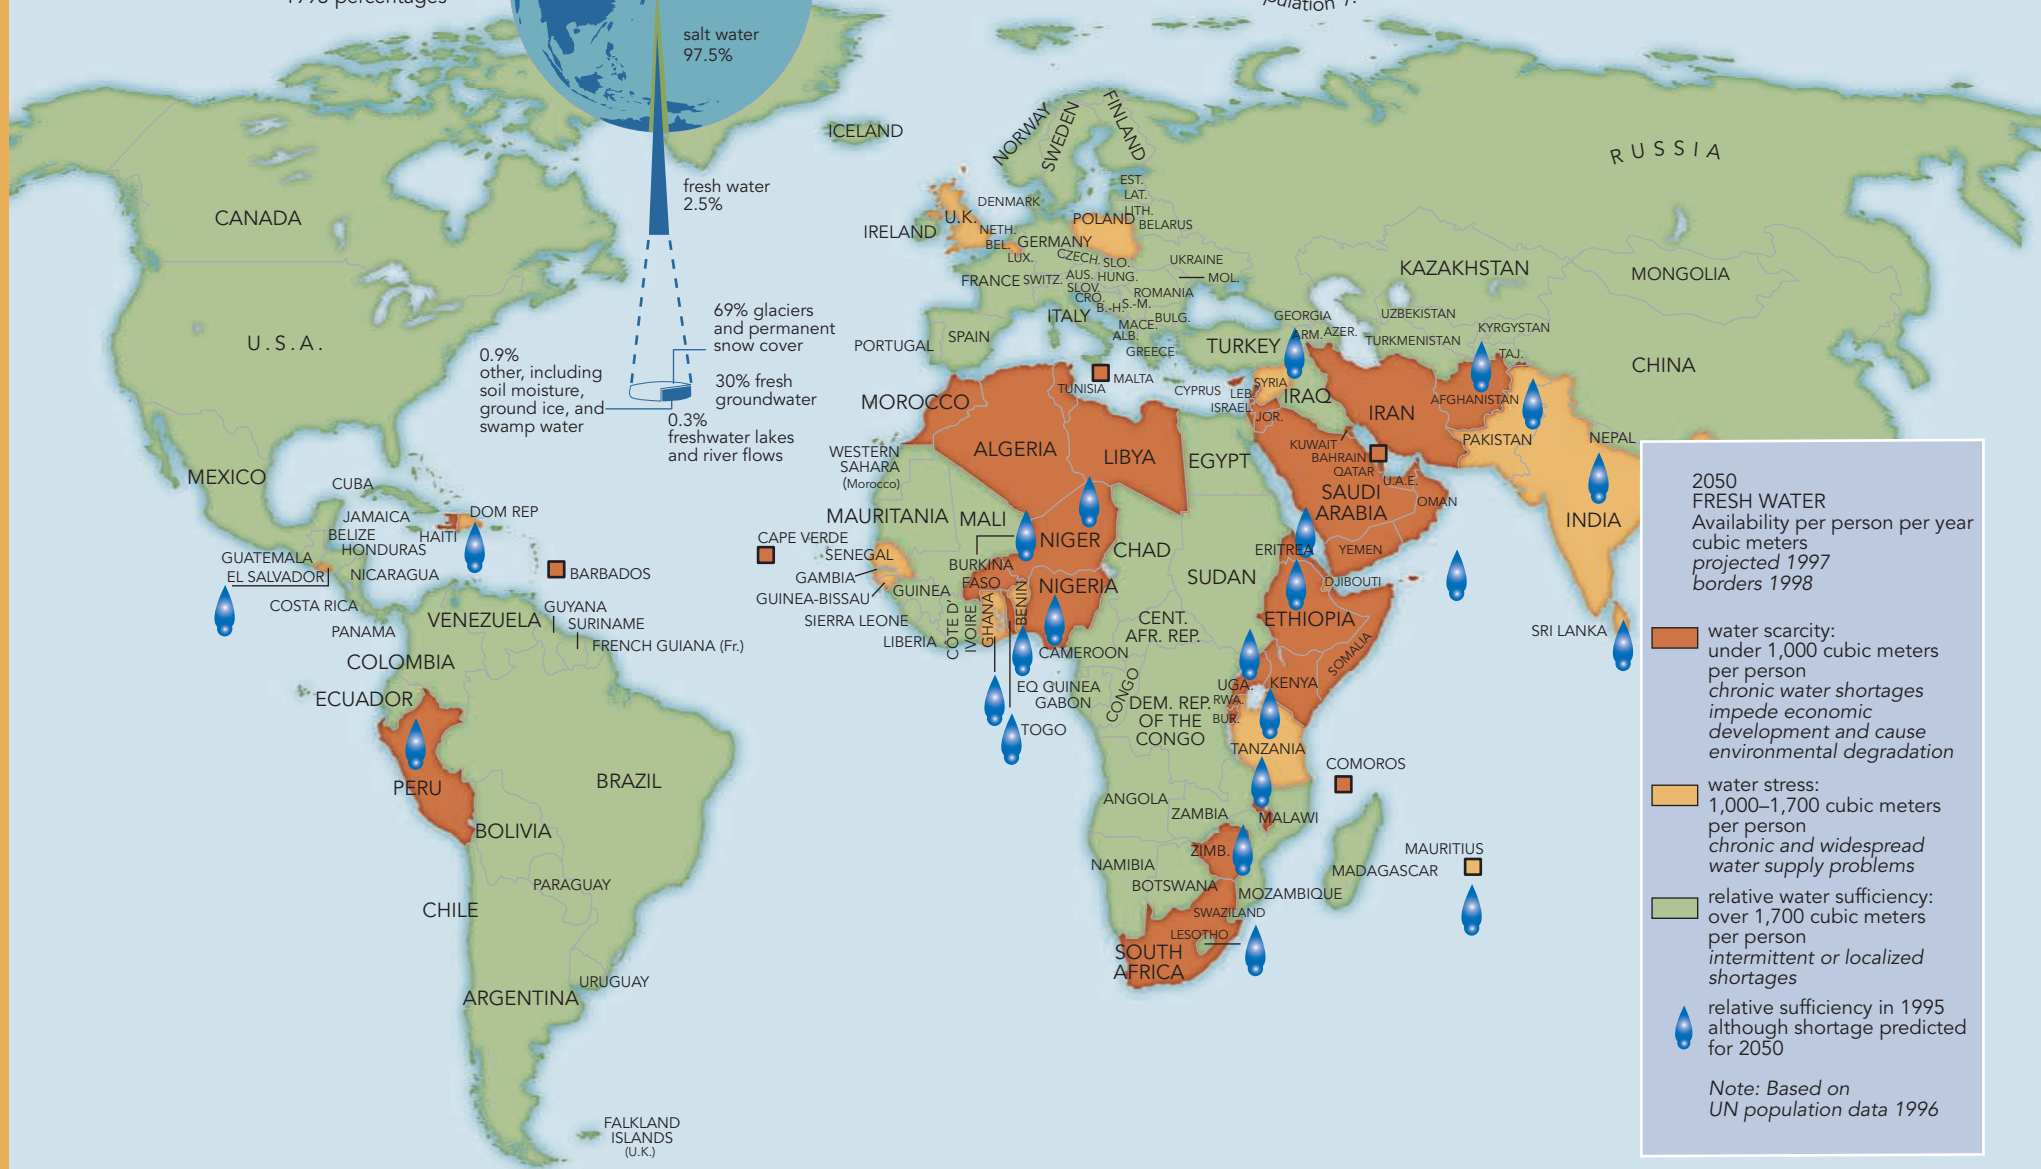 1998 percentages
salt water
97.5%
fresh water
2.5%
69% glaciers
and permanent
snow cover
0.9%
other, including
soil moisture,
ground ice, and
swamp water
30% fresh
groundwater
0.3%
freshwater lakes
and river flows
CANADA
U.S.A.
MEXICO
CUBA
JAMAICA
BELIZE
HONDURAS
HAITI
DOM REP
GUATEMALA
EL SALVADOR
NICARAGUA
COSTA RICA
PANAMA
BARBADOS
VENEZUELA
GUYANA
SURINAME
FRENCH GUIANA (Fr.)
COLOMBIA
ECUADOR
PERU
BRAZIL
BOLIVIA
PARAGUAY
CHILE
URUGUAY
ARGENTINA
FALKLAND
ISLANDS
(U.K.)
ICELAND
NORWAY
SWEDEN
FINLAND
RUSSIA
EST.
LAT.
LITH.
BELARUS
DENMARK
U.K.
IRELAND
NETH.
BEL.
LUX.
GERMANY
POLAND
CZECH.
SLO.
UKRAINE
MOL.
FRANCE
SWITZ.
AUS.
HUNG.
SLOV.
CRO.
B.-H.
S.-M.
ROMANIA
BULG.
ITALY
MACE.
ALB.
GREECE
PORTUGAL
SPAIN
MALTA
TURKEY
GEORGIA
ARM.
AZER.
CYPRUS
LEB.
SYRIA
ISRAEL
JOR.
IRAQ
IRAN
KAZAKHSTAN
UZBEKISTAN
TURKMENISTAN
KYRGYSTAN
TAJ.
MONGOLIA
CHINA
AFGHANISTAN
PAKISTAN
NEPAL
INDIA
SRI LANKA
KUWAIT
BAHRAIN
QATAR
U.A.E.
SAUDI
ARABIA
OMAN
YEMEN
MOROCCO
TUNISIA
ALGERIA
LIBYA
EGYPT
WESTERN
SAHARA
(Morocco)
MAURITANIA
MALI
NIGER
CHAD
SUDAN
ERITREA
DJIBOUTI
ETHIOPIA
SOMALIA
CAPE VERDE
SENEGAL
GAMBIA
GUINEA-BISSAU
GUINEA
SIERRA LEONE
LIBERIA
CÔTE D'
IVOIRE
BURKINA
FASO
GHANA
TOGO
BENIN
NIGERIA
CAMEROON
CENT.
AFR. REP.
EQ GUINEA
GABON
CONGO
DEM. REP.
OF THE
CONGO
UGA.
RWA.
BUR.
KENYA
TANZANIA
COMOROS
ANGOLA
ZAMBIA
MALAWI
ZIMB.
NAMIBIA
BOTSWANA
MOZAMBIQUE
MADAGASCAR
MAURITIUS
SWAZILAND
LESOTHO
SOUTH
AFRICA
2050
FRESH WATER
Availability per person per year
cubic meters
projected 1997
borders 1998
water scarcity:
under 1,000 cubic meters
per person
chronic water shortages
impede economic
development and cause
environmental degradation
water stress:
1,000–1,700 cubic meters
per person
chronic and widespread
water supply problems
relative water sufficiency:
over 1,700 cubic meters
per person
intermittent or localized
shortages
relative sufficiency in 1995
although shortage predicted
for 2050
Note: Based on
UN population data 1996